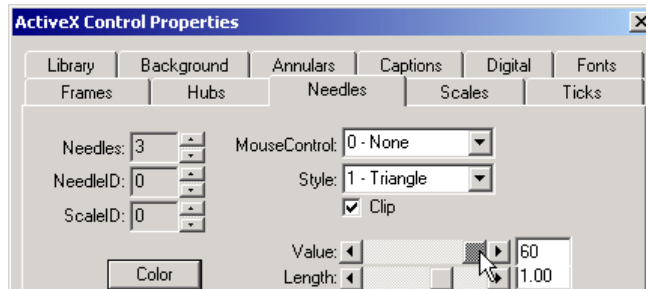 ActiveX Control Properties
Library Background Annulars Captions Digital Fonts
Frames Hubs Needles Scales Ticks
Needles: 3 MouseControl: 0 - None
NeedleID: 0 Style: 1 - Triangle
ScaleID: 0 Clip
Value: 60
Color Length: 1.00